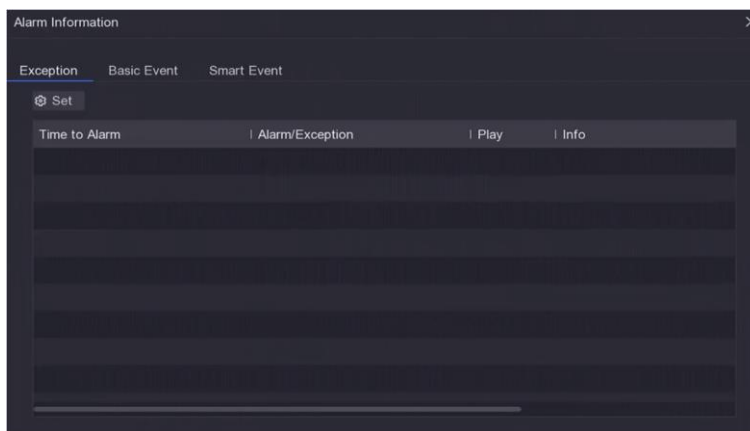 Alarm Information
Exception Basic Event Smart Event
Set
Time to Alarm Alarm/Exception Play Info